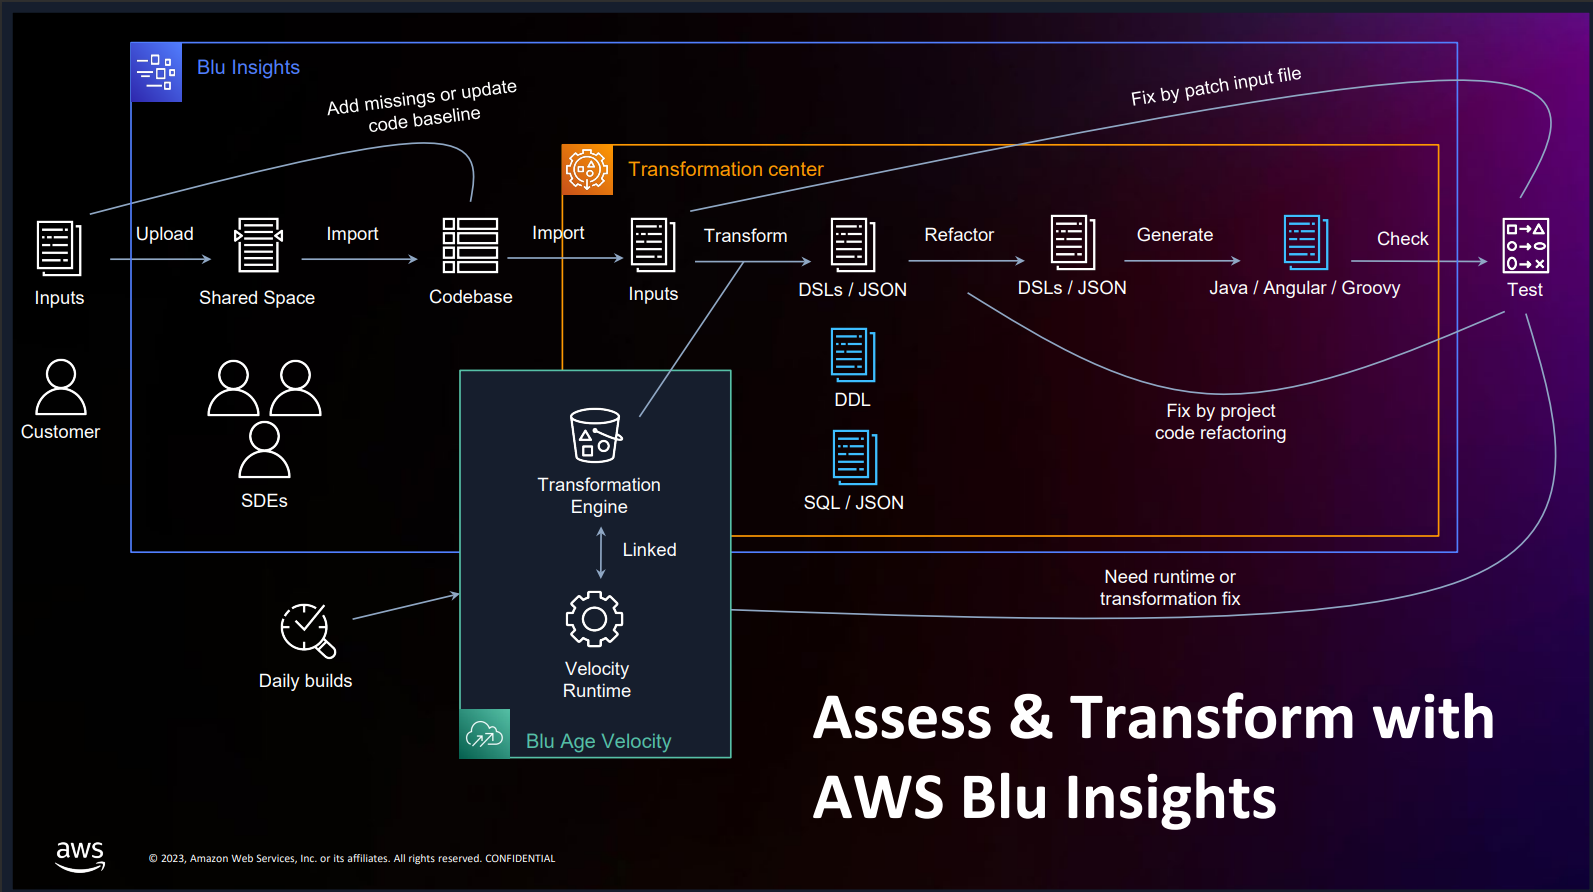 Blu Insights
Add missings or update
code baseline
Fix by patch input file
Transformation center
Upload
Import
Import
Transform
Refactor
Generate
Check
Inputs
Shared Space
Codebase
Inputs
DSLs / JSON
DSLs / JSON
Java / Angular / Groovy
Test
Customer
SDEs
DDL
SQL / JSON
Fix by project
code refactoring
Transformation
Engine
Linked
Need runtime or
transformation fix
Daily builds
Velocity
Runtime
Blu Age Velocity
Assess & Transform with
AWS Blu Insights
aws
© 2023, Amazon Web Services, Inc. or its affiliates. All rights reserved. CONFIDENTIAL